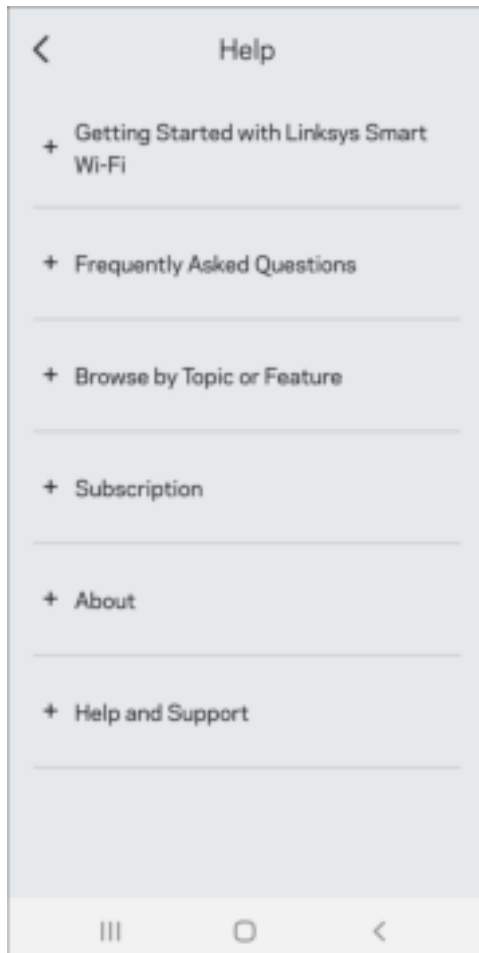 Help
Getting Started with Linksys Smart
Wi-Fi
Frequently Asked Questions
Browse by Topic or Feature
Subscription
About
Help and Support